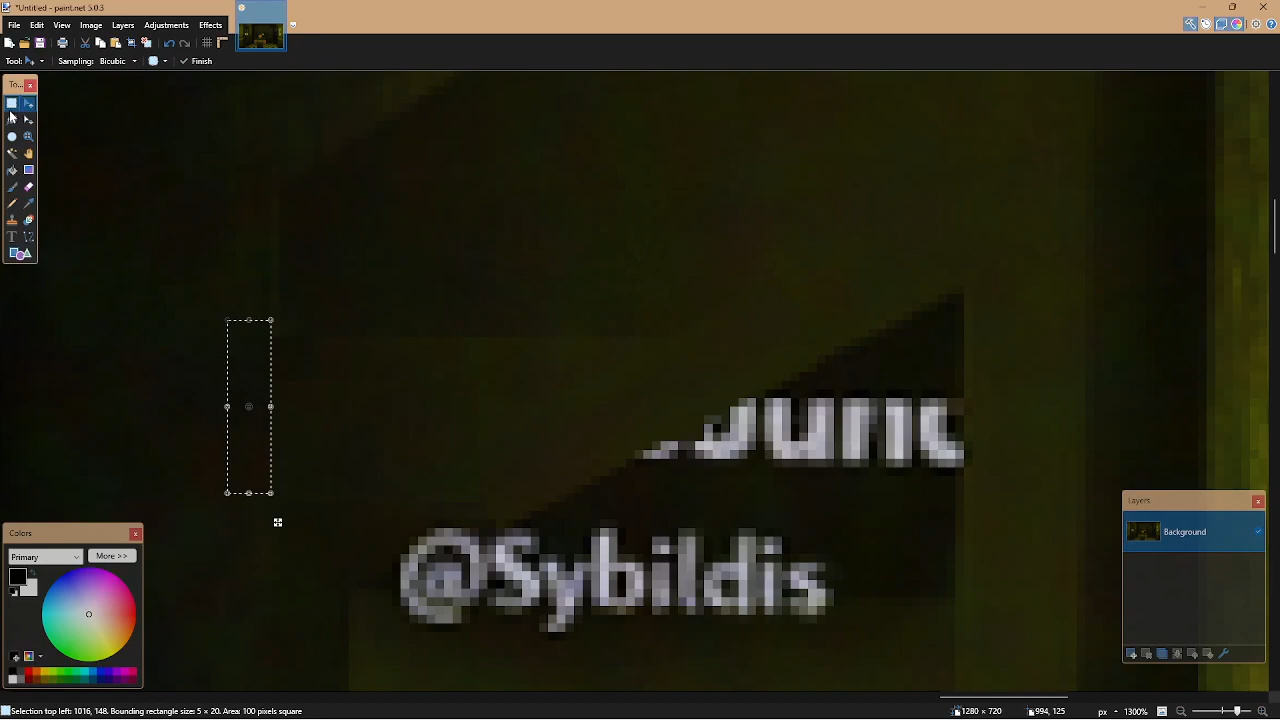 *Untitled - paint.net 5.0.3
File Edit View Image Layers Adjustments Effects
Tool: Sampling: Bicubic Finish
To...
@Sybildis
Colors
Primary More >>
Layers
Background
Selection top left: 1016, 148. Bounding rectangle size: 5 × 20. Area: 100 pixels square 1280 × 720 994, 125 px 1300%